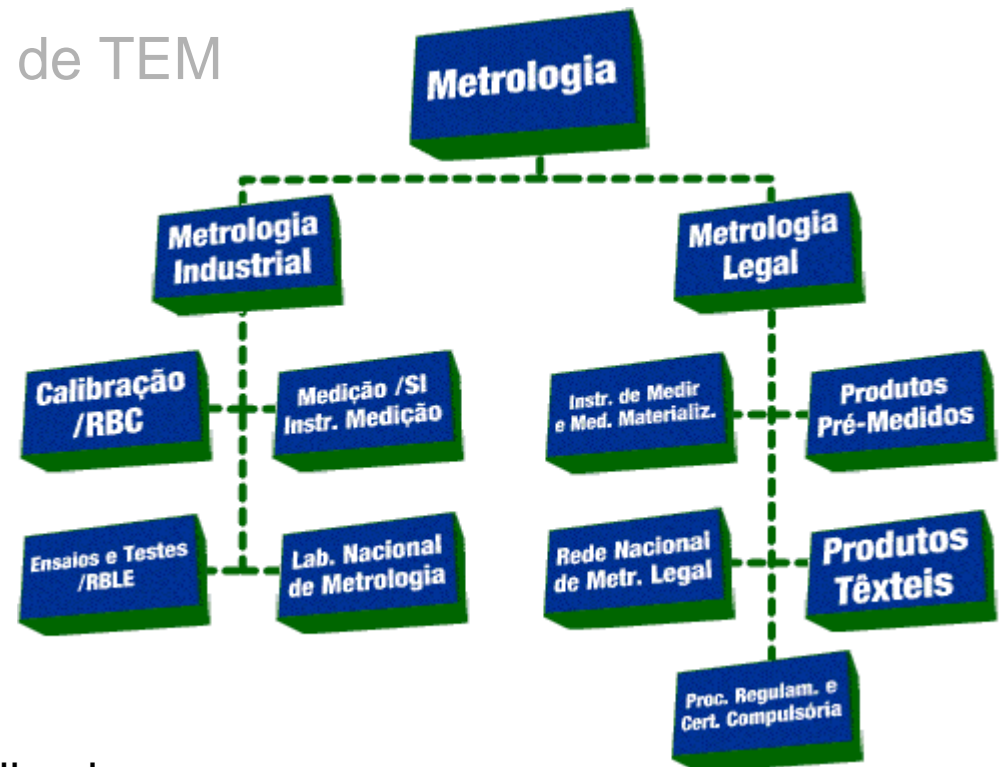 de TEM
Metrologia
Metrologia
Industrial
Metrologia
Legal
Calibração
/RBC
Medição /SI
Instr. Medição
Instr. de Medir
e Med. Materializ.
Produtos
Pré-Medidos
Ensaios e Testes
/RBLE
Lab. Nacional
de Metrologia
Rede Nacional
de Metr. Legal
Produtos
Têxteis
Proc. Regulam. e
Cert. Compulsória